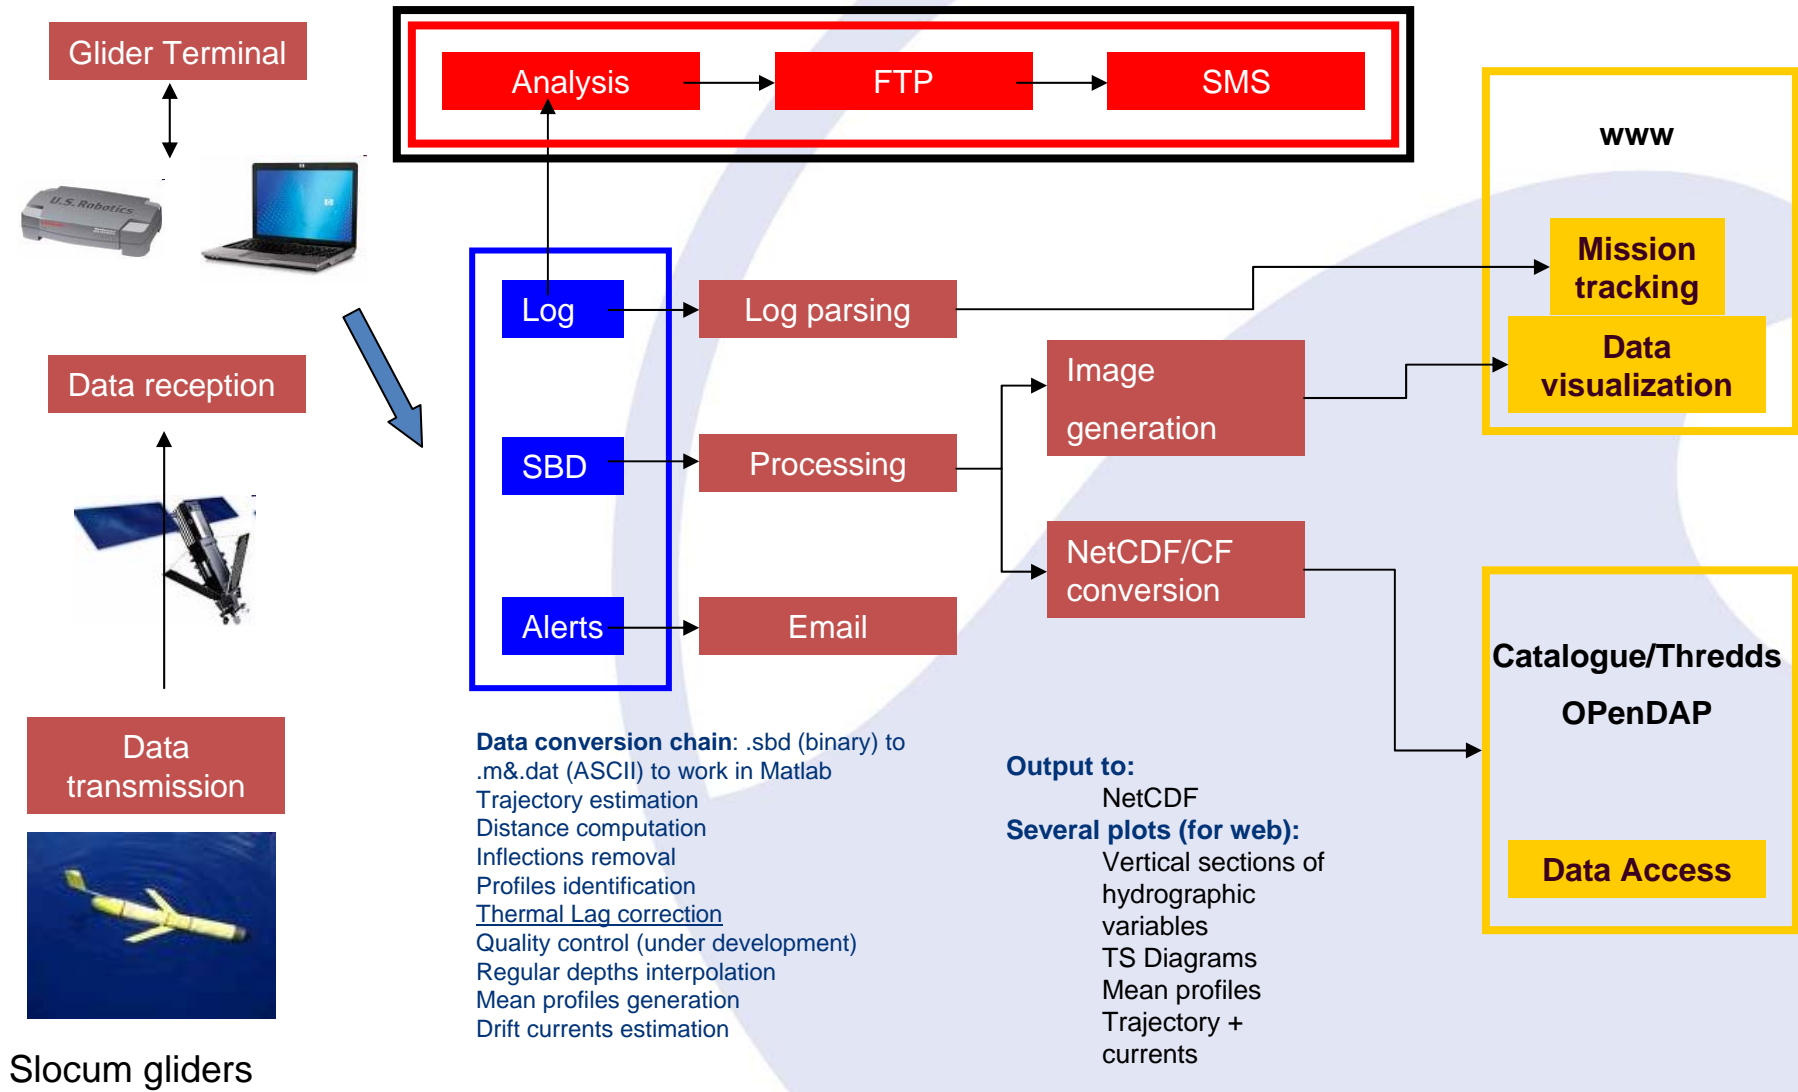 Glider Terminal
U.S. Robotics
Data reception
Data
transmission
Slocum gliders
Analysis
FTP
SMS
Log
Log parsing
SBD
Processing
Alerts
Email
Image
generation
NetCDF/CF
conversion
www
Mission
tracking
Data
visualization
Catalogue/Thredds
OPenDAP
Data Access
Data conversion chain: .sbd (binary) to
.m&.dat (ASCII) to work in Matlab
Trajectory estimation
Distance computation
Inflections removal
Profiles identification
Thermal Lag correction
Quality control (under development)
Regular depths interpolation
Mean profiles generation
Drift currents estimation
Output to:
NetCDF
Several plots (for web):
Vertical sections of
hydrographic
variables
TS Diagrams
Mean profiles
Trajectory +
currents